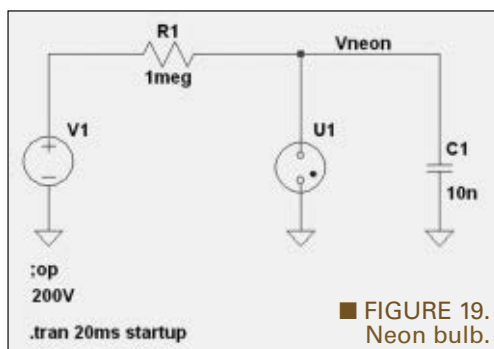 R1
1meg
Vneon
V1
U1
C1
10n
;op
200V
.tran 20ms startup
■ FIGURE 19.
Neon bulb.